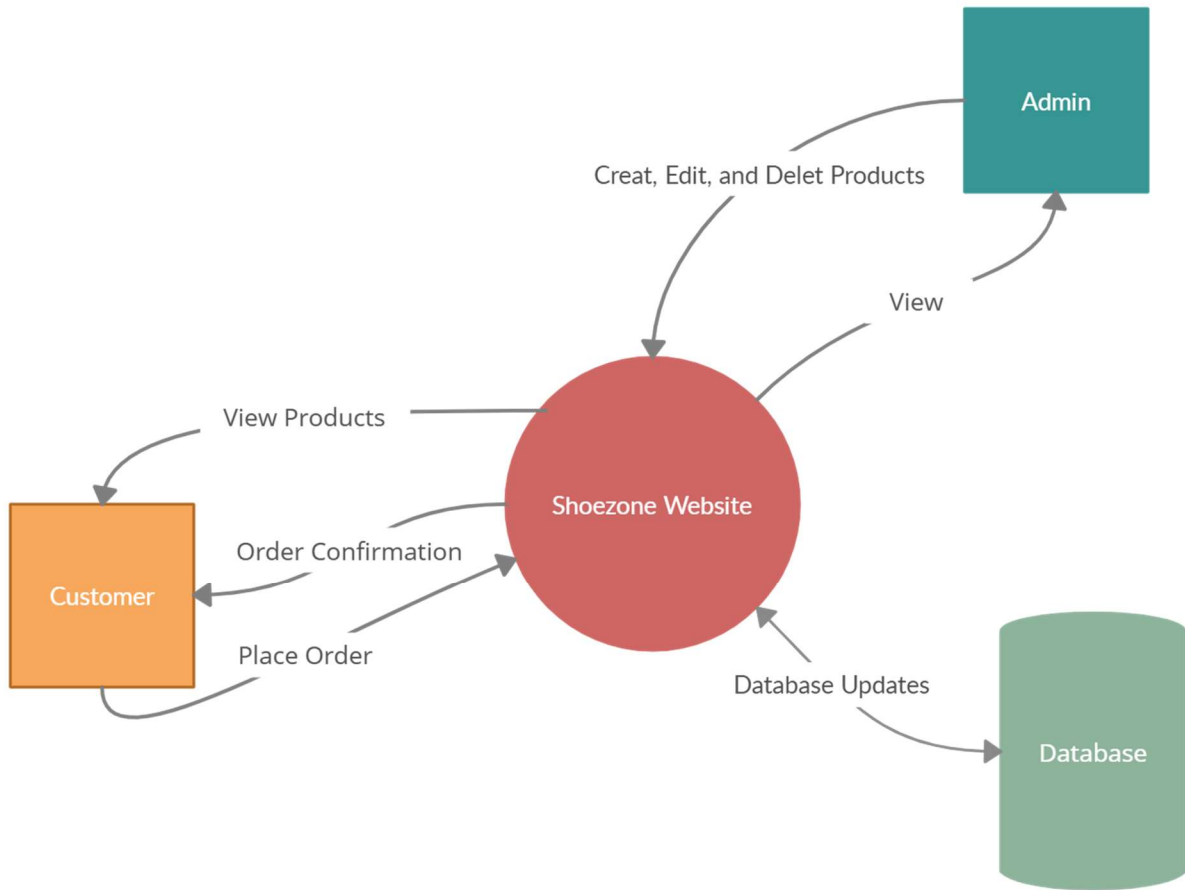 Admin
Creat, Edit, and Delet Products
View
View Products
Shoezone Website
Order Confirmation
Customer
Place Order
Database Updates
Database